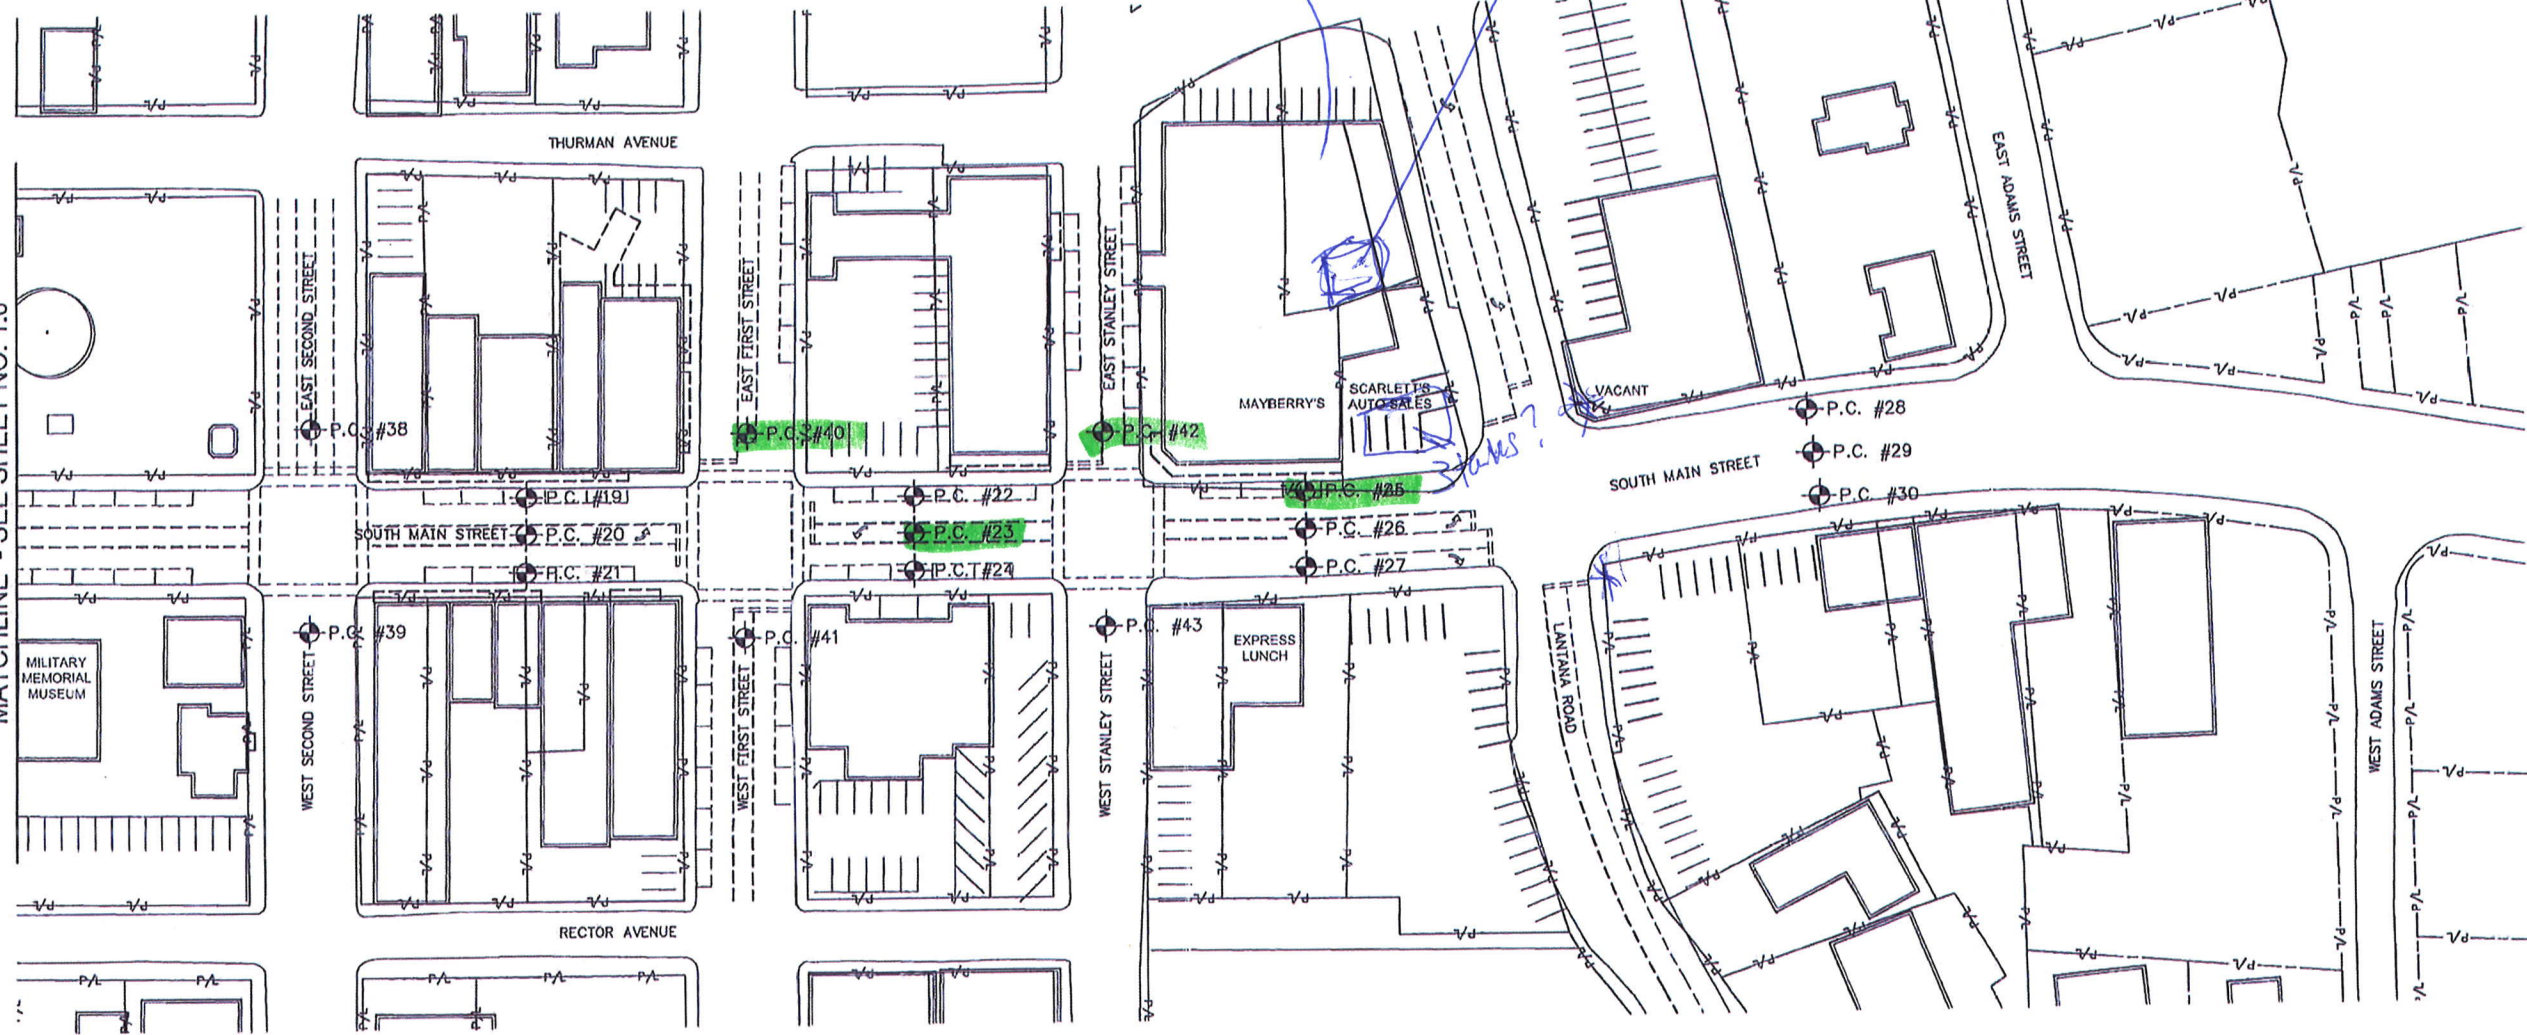 THURMAN AVENUE
EAST SECOND STREET
EAST FIRST STREET
EAST STANLEY STREET
EAST ADAMS STREET
MAYBERRY'S
SCARLETT'S
AUTO SALES
VACANT
P.C. #38
P.C. #40
P.C. #42
P.C. #28
P.C. #29
P.C. #30
SOUTH MAIN STREET
P.C. #19
P.C. #22
P.C. #25
SOUTH MAIN STREET
P.C. #20
P.C. #23
P.C. #26
P.C. #21
P.C. #24
P.C. #27
P.C. #39
P.C. #41
P.C. #43
MILITARY
MEMORIAL
MUSEUM
EXPRESS
LUNCH
WEST SECOND STREET
WEST FIRST STREET
WEST STANLEY STREET
LANTANA ROAD
WEST ADAMS STREET
RECTOR AVENUE
P/L